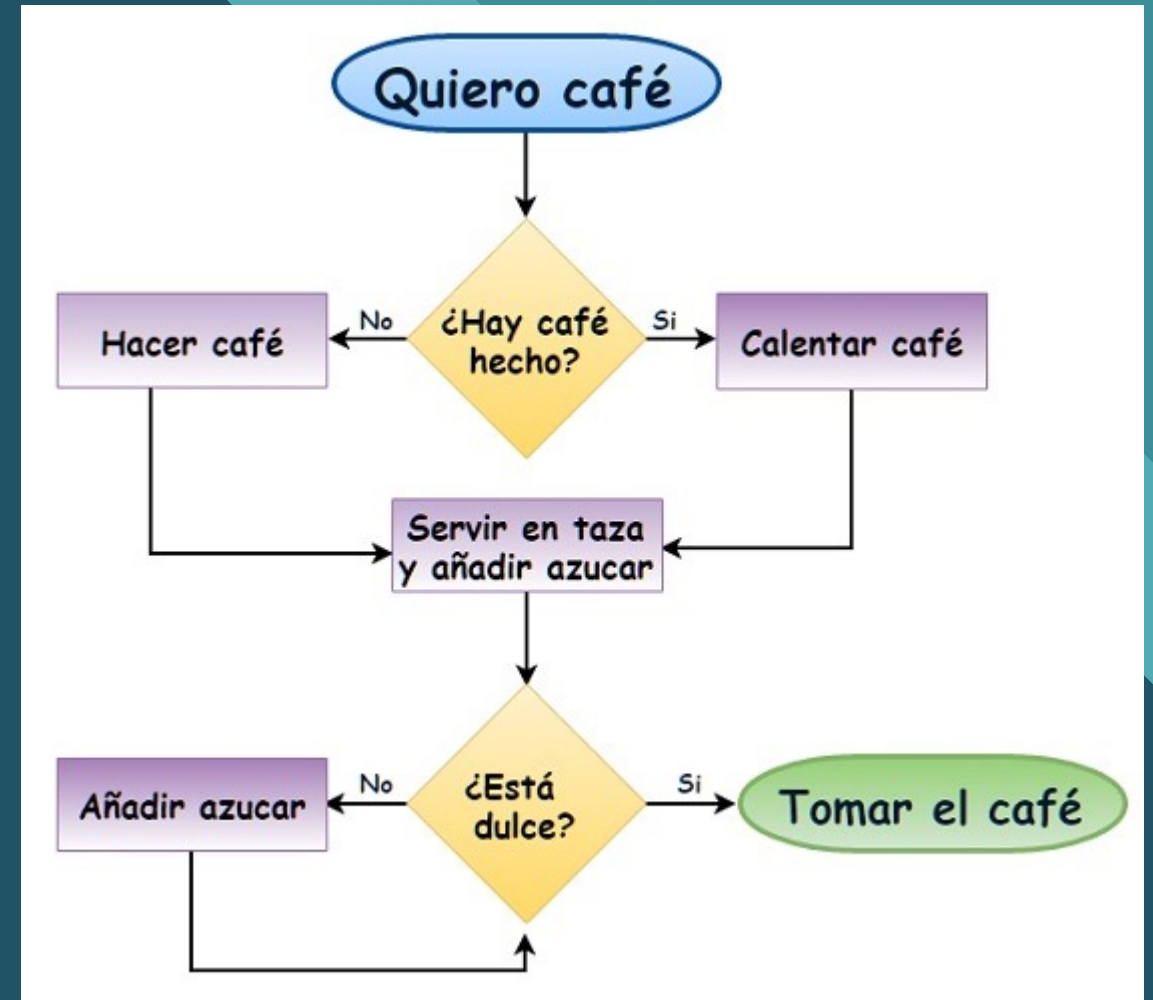 Quiero café
No
¿Hay café
hecho?
Si
Hacer café
Calentar café
Servir en taza
y añadir azucar
No
¿Está
dulce?
Si
Añadir azucar
Tomar el café